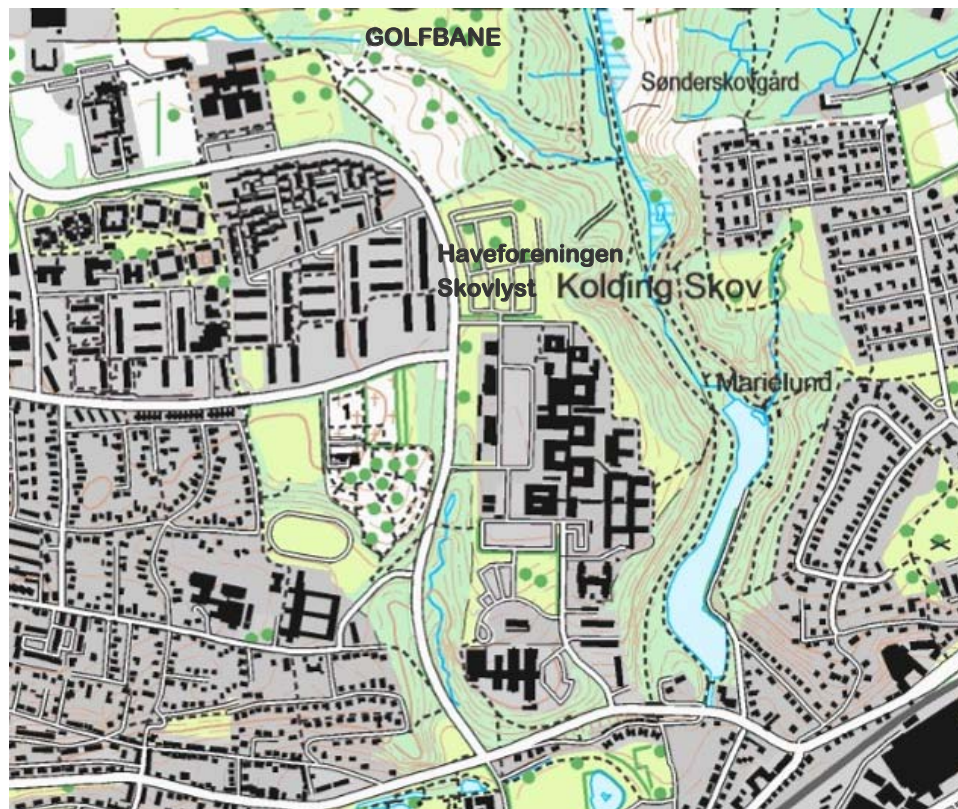 GOLFBANE
Sønderskovgård
Haveforeningen
Skovlyst
Kolding Skov
Marielund